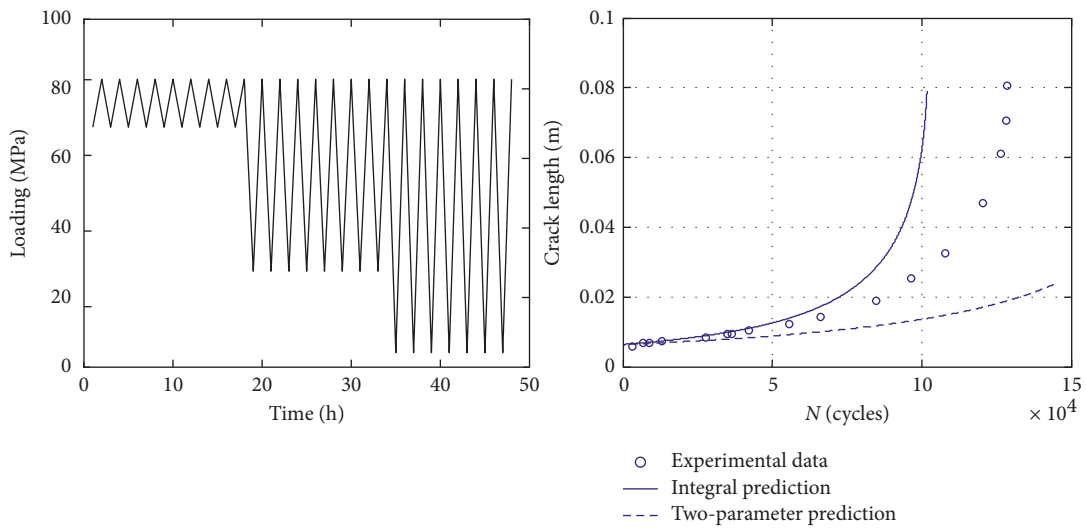 100
80
60
40
20
0
Loading (MPa)
0 10 20 30 40 50
Time (h)
0.1
0.08
0.06
0.04
0.02
0
Crack length (m)
0 5 10 15
N (cycles) × 10⁴
Experimental data
Integral prediction
Two-parameter prediction